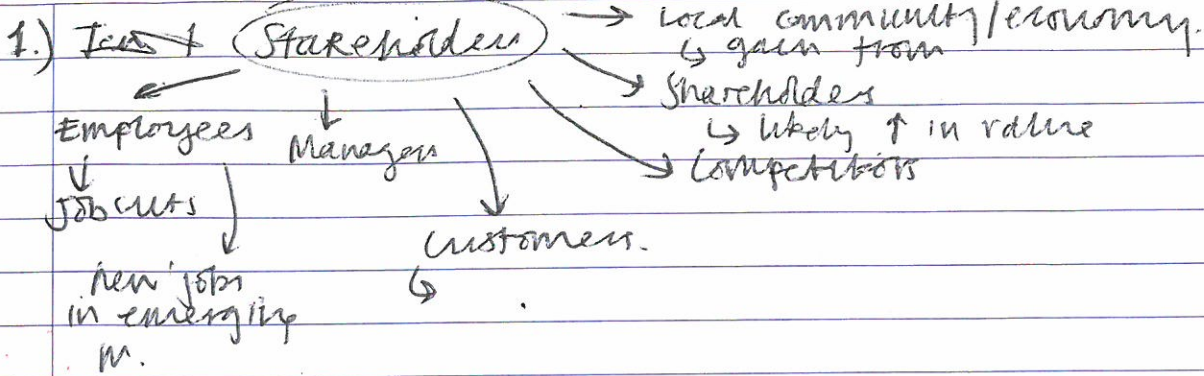 1.) Stakeholders → Local community/economy.
↳ gain from
→ Shareholders
↳ likely ↑ in value
→ Competitors
Employees
Managers
↓
Job cuts
Customers.
↳
new jobs
in emerging
m.